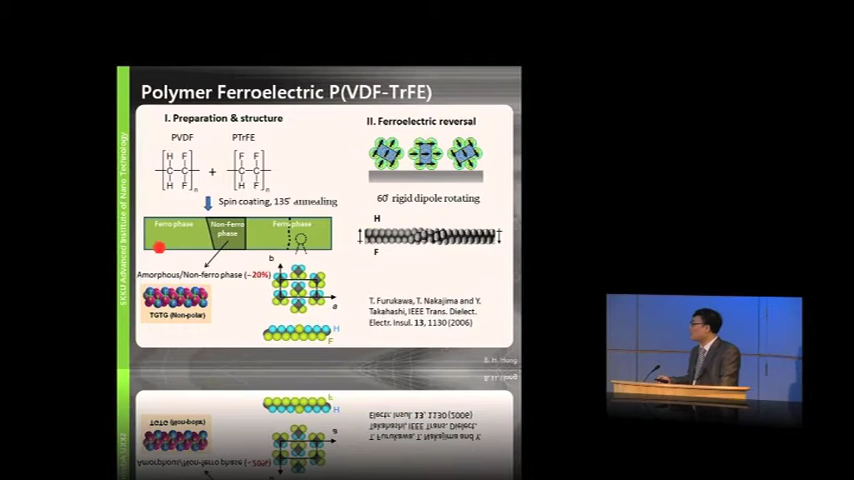 Polymer Ferroelectric P(VDF-TrFE)
I. Preparation & structure
PVDF
PTrFE
H F
C C
H F
n
+
F F
C C
H F
n
Spin coating, 135° annealing
Ferro phase
Non-Ferro
phase
Ferro phase
Amorphous/Non-ferro phase (~20%)
TGTG (Non-polar)
b
a
H
F
II. Ferroelectric reversal
60° rigid dipole rotating
H
F
T. Furukawa, T. Nakajima and Y.
Takahashi, IEEE Trans. Dielect.
Electr. Insul. 13, 1130 (2006)
SKKU Advanced Institute of Nano Technology
B. H. Hong